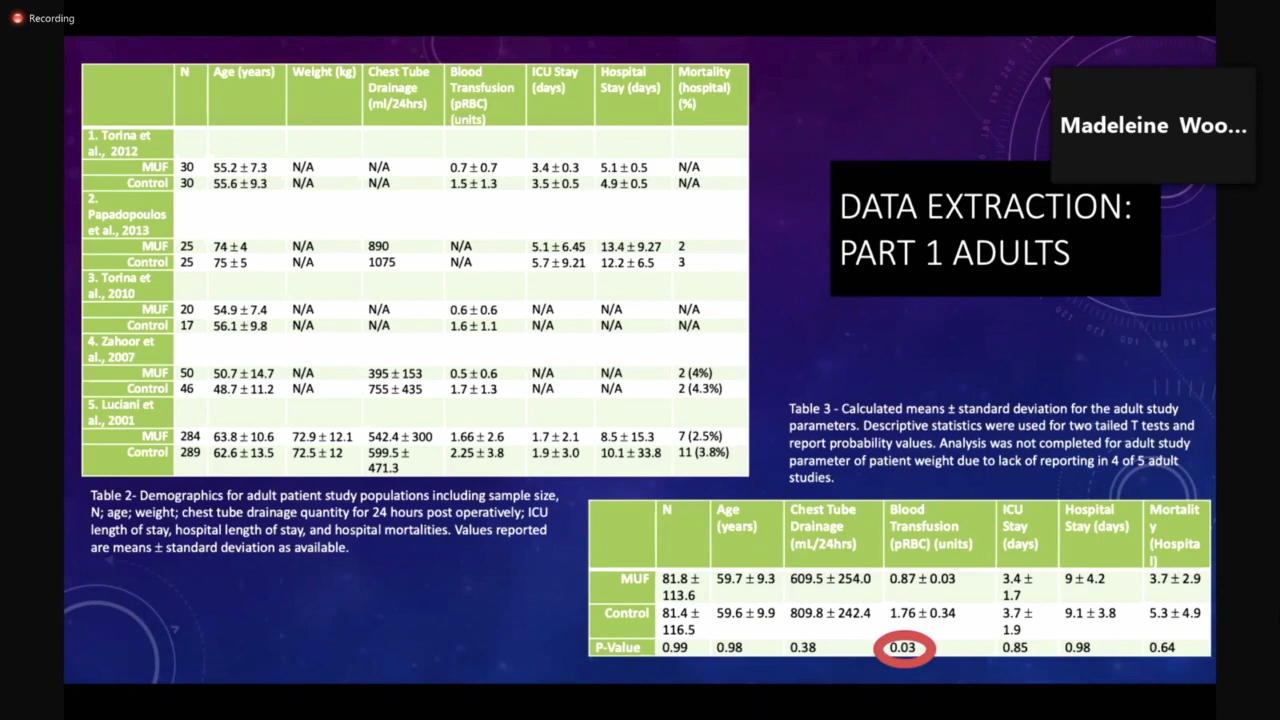 Recording
Madeleine Woo...
DATA EXTRACTION:
PART 1 ADULTS
N Age (years) Weight (kg) Chest Tube Drainage (ml/24hrs) Blood Transfusion (pRBC) (units) ICU Stay (days) Hospital Stay (days) Mortality (hospital) (%)
1. Torina et al., 2012
MUF 30 55.2 ± 7.3 N/A N/A 0.7 ± 0.7 3.4 ± 0.3 5.1 ± 0.5 N/A
Control 30 55.6 ± 9.3 N/A N/A 1.5 ± 1.3 3.5 ± 0.5 4.9 ± 0.5 N/A
2. Papadopoulos et al., 2013
MUF 25 74 ± 4 N/A 890 N/A 5.1 ± 6.45 13.4 ± 9.27 2
Control 25 75 ± 5 N/A 1075 N/A 5.7 ± 9.21 12.2 ± 6.5 3
3. Torina et al., 2010
MUF 20 54.9 ± 7.4 N/A N/A 0.6 ± 0.6 N/A N/A N/A
Control 17 56.1 ± 9.8 N/A N/A 1.6 ± 1.1 N/A N/A N/A
4. Zahoor et al., 2007
MUF 50 50.7 ± 14.7 N/A 395 ± 153 0.5 ± 0.6 N/A N/A 2 (4%)
Control 46 48.7 ± 11.2 N/A 755 ± 435 1.7 ± 1.3 N/A N/A 2 (4.3%)
5. Luciani et al., 2001
MUF 284 63.8 ± 10.6 72.9 ± 12.1 542.4 ± 300 1.66 ± 2.6 1.7 ± 2.1 8.5 ± 15.3 7 (2.5%)
Control 289 62.6 ± 13.5 72.5 ± 12 599.5 ± 471.3 2.25 ± 3.8 1.9 ± 3.0 10.1 ± 33.8 11 (3.8%)
Table 2- Demographics for adult patient study populations including sample size,
N; age; weight; chest tube drainage quantity for 24 hours post operatively; ICU
length of stay, hospital length of stay, and hospital mortalities. Values reported
are means ± standard deviation as available.
Table 3 - Calculated means ± standard deviation for the adult study
parameters. Descriptive statistics were used for two tailed T tests and
report probability values. Analysis was not completed for adult study
parameter of patient weight due to lack of reporting in 4 of 5 adult
studies.
N Age (years) Chest Tube Drainage (mL/24hrs) Blood Transfusion (pRBC) (units) ICU Stay (days) Hospital Stay (days) Mortality (Hospital)
MUF 81.8 ± 113.6 59.7 ± 9.3 609.5 ± 254.0 0.87 ± 0.03 3.4 ± 1.7 9 ± 4.2 3.7 ± 2.9
Control 81.4 ± 116.5 59.6 ± 9.9 809.8 ± 242.4 1.76 ± 0.34 3.7 ± 1.9 9.1 ± 3.8 5.3 ± 4.9
P-Value 0.99 0.98 0.38 0.03 0.85 0.98 0.64